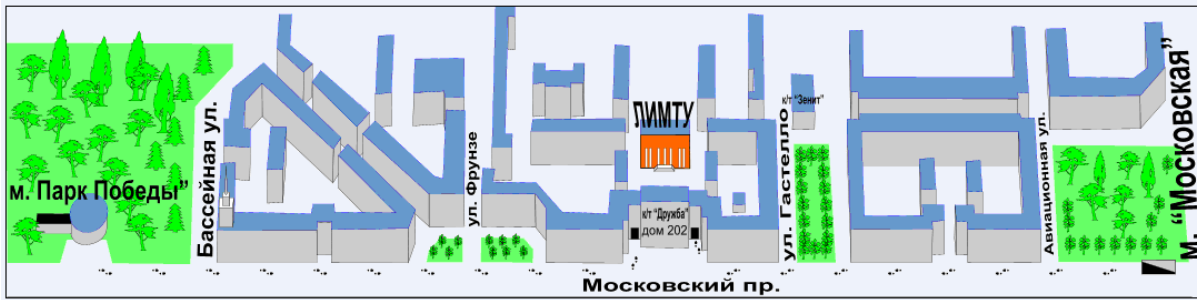 м. Парк Победы”
Бассейная ул.
ул. Фрунзе
ЛИМТУ
к/т “Дружба”
дом 202
ул. Гастелло
к/т “Зенит”
Авиационная ул.
м. “Московская”
Московский пр.